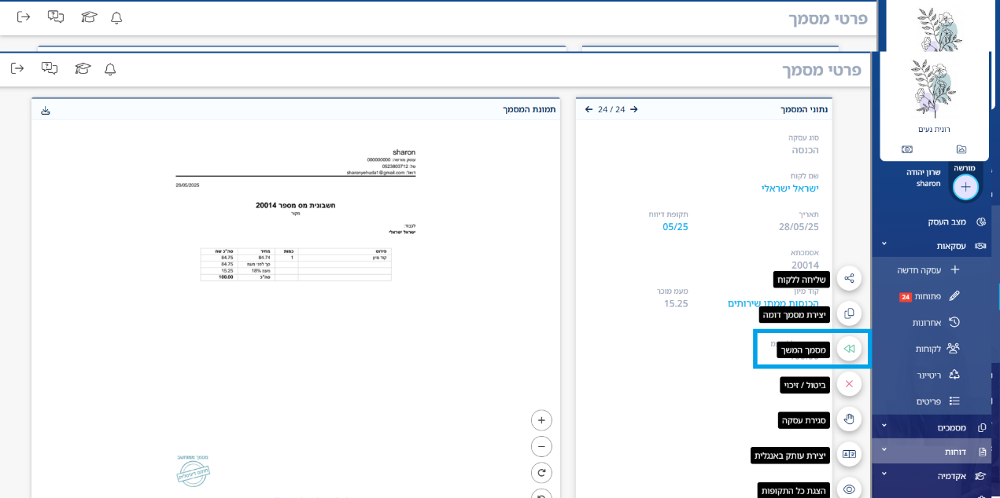 פרטי מסמך
פרטי מסמך
רונית נעים
מורשה
שרון יהודה
sharon
מצב העסק
עסקאות
עסקה חדשה
פתוחות 24
אחרונות
לקוחות
ריטיינר
פריטים
מסמכים
דוחות
אקדמיה
נתוני המסמך
24 / 24
סוג עסקה
הכנסה
שם לקוח
ישראל ישראלי
תאריך
תקופת דיווח
28/05/25
05/25
אסמכתא
20014
קוד מיון
מעמ מוכר
הכנסות ממתן שירותים
15.25
שליחה ללקוח
יצירת מסמך דומה
מסמך המשך
ביטול / זיכוי
סגירת עסקה
יצירת עותק באנגלית
הצגת כל התקופות
תמונת המסמך
sharon
עוסק מורשה: 000000000
טל: 0523803712
דואל: sharonyehuda1@gmail.com
28/05/2025
חשבונית מס מספר 20014
מקור
לכבוד:
ישראל ישראלי
פירוט כמות מחיר סה"כ שח
קוד מיון 1 84.74 84.75
סך לפני מעמ 84.75
מעמ 18% 15.25
סה"כ 100.00
מסמך ממוחשב
חתום דיגיטלית